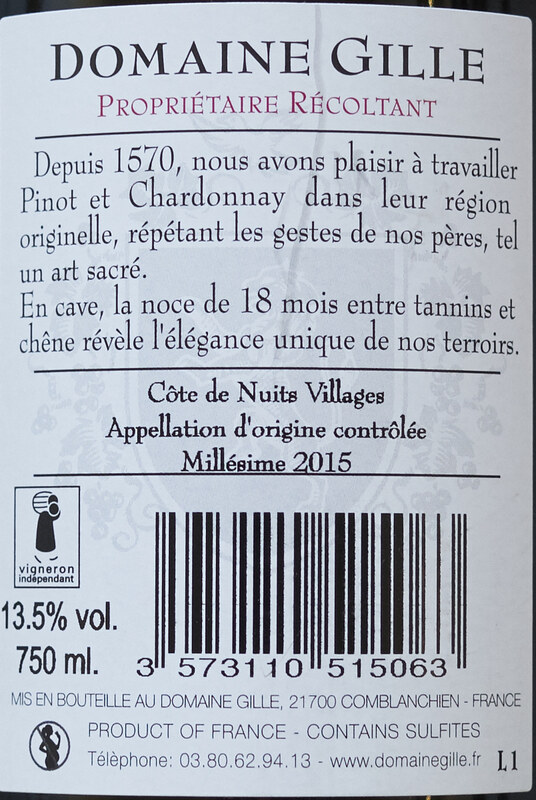 DOMAINE GILLE
PROPRIÉTAIRE RÉCOLTANT
Depuis 1570, nous avons plaisir à travailler
Pinot et Chardonnay dans leur région
originelle, répétant les gestes de nos pères, tel
un art sacré.
En cave, la noce de 18 mois entre tannins et
chêne révèle l'élégance unique de nos terroirs.
Côte de Nuits Villages
Appellation d'origine contrôlée
Millésime 2015
vigneron
indépendant
13.5% vol.
750 ml.
3 573110 515063
MIS EN BOUTEILLE AU DOMAINE GILLE, 21700 COMBLANCHIEN - FRANCE
PRODUCT OF FRANCE - CONTAINS SULFITES
Télèphone: 03.80.62.94.13 - www.domainegille.fr L1